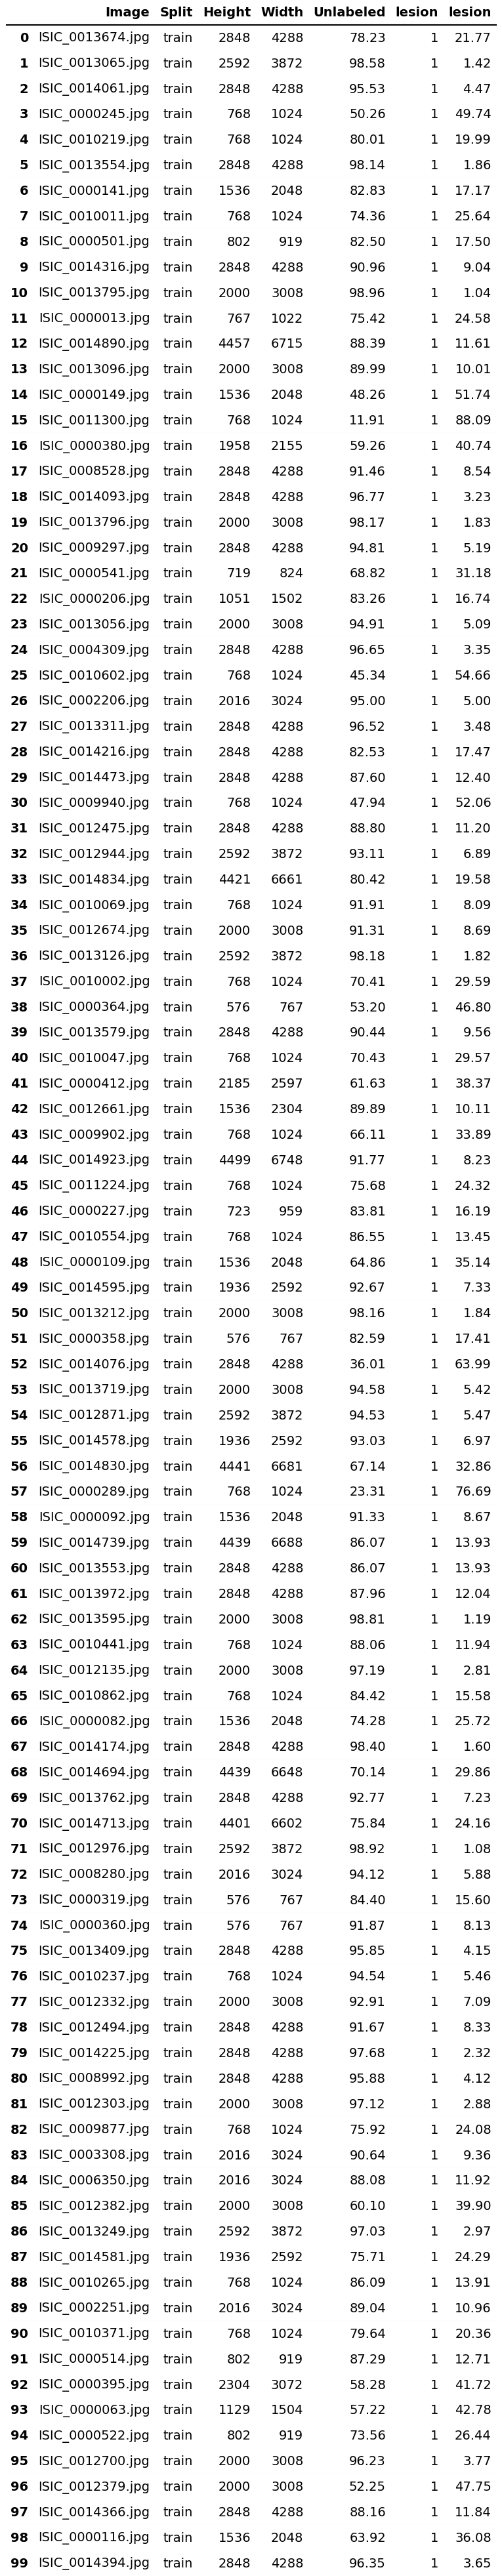 Image Split Height Width Unlabeled lesion lesion
0 ISIC_0013674.jpg train 2848 4288 78.23 1 21.77
1 ISIC_0013065.jpg train 2592 3872 98.58 1 1.42
2 ISIC_0014061.jpg train 2848 4288 95.53 1 4.47
3 ISIC_0000245.jpg train 768 1024 50.26 1 49.74
4 ISIC_0010219.jpg train 768 1024 80.01 1 19.99
5 ISIC_0013554.jpg train 2848 4288 98.14 1 1.86
6 ISIC_0000141.jpg train 1536 2048 82.83 1 17.17
7 ISIC_0010011.jpg train 768 1024 74.36 1 25.64
8 ISIC_0000501.jpg train 802 919 82.50 1 17.50
9 ISIC_0014316.jpg train 2848 4288 90.96 1 9.04
10 ISIC_0013795.jpg train 2000 3008 98.96 1 1.04
11 ISIC_0000013.jpg train 767 1022 75.42 1 24.58
12 ISIC_0014890.jpg train 4457 6715 88.39 1 11.61
13 ISIC_0013096.jpg train 2000 3008 89.99 1 10.01
14 ISIC_0000149.jpg train 1536 2048 48.26 1 51.74
15 ISIC_0011300.jpg train 768 1024 11.91 1 88.09
16 ISIC_0000380.jpg train 1958 2155 59.26 1 40.74
17 ISIC_0008528.jpg train 2848 4288 91.46 1 8.54
18 ISIC_0014093.jpg train 2848 4288 96.77 1 3.23
19 ISIC_0013796.jpg train 2000 3008 98.17 1 1.83
20 ISIC_0009297.jpg train 2848 4288 94.81 1 5.19
21 ISIC_0000541.jpg train 719 824 68.82 1 31.18
22 ISIC_0000206.jpg train 1051 1502 83.26 1 16.74
23 ISIC_0013056.jpg train 2000 3008 94.91 1 5.09
24 ISIC_0004309.jpg train 2848 4288 96.65 1 3.35
25 ISIC_0010602.jpg train 768 1024 45.34 1 54.66
26 ISIC_0002206.jpg train 2016 3024 95.00 1 5.00
27 ISIC_0013311.jpg train 2848 4288 96.52 1 3.48
28 ISIC_0014216.jpg train 2848 4288 82.53 1 17.47
29 ISIC_0014473.jpg train 2848 4288 87.60 1 12.40
30 ISIC_0009940.jpg train 768 1024 47.94 1 52.06
31 ISIC_0012475.jpg train 2848 4288 88.80 1 11.20
32 ISIC_0012944.jpg train 2592 3872 93.11 1 6.89
33 ISIC_0014834.jpg train 4421 6661 80.42 1 19.58
34 ISIC_0010069.jpg train 768 1024 91.91 1 8.09
35 ISIC_0012674.jpg train 2000 3008 91.31 1 8.69
36 ISIC_0013126.jpg train 2592 3872 98.18 1 1.82
37 ISIC_0010002.jpg train 768 1024 70.41 1 29.59
38 ISIC_0000364.jpg train 576 767 53.20 1 46.80
39 ISIC_0013579.jpg train 2848 4288 90.44 1 9.56
40 ISIC_0010047.jpg train 768 1024 70.43 1 29.57
41 ISIC_0000412.jpg train 2185 2597 61.63 1 38.37
42 ISIC_0012661.jpg train 1536 2304 89.89 1 10.11
43 ISIC_0009902.jpg train 768 1024 66.11 1 33.89
44 ISIC_0014923.jpg train 4499 6748 91.77 1 8.23
45 ISIC_0011224.jpg train 768 1024 75.68 1 24.32
46 ISIC_0000227.jpg train 723 959 83.81 1 16.19
47 ISIC_0010554.jpg train 768 1024 86.55 1 13.45
48 ISIC_0000109.jpg train 1536 2048 64.86 1 35.14
49 ISIC_0014595.jpg train 1936 2592 92.67 1 7.33
50 ISIC_0013212.jpg train 2000 3008 98.16 1 1.84
51 ISIC_0000358.jpg train 576 767 82.59 1 17.41
52 ISIC_0014076.jpg train 2848 4288 36.01 1 63.99
53 ISIC_0013719.jpg train 2000 3008 94.58 1 5.42
54 ISIC_0012871.jpg train 2592 3872 94.53 1 5.47
55 ISIC_0014578.jpg train 1936 2592 93.03 1 6.97
56 ISIC_0014830.jpg train 4441 6681 67.14 1 32.86
57 ISIC_0000289.jpg train 768 1024 23.31 1 76.69
58 ISIC_0000092.jpg train 1536 2048 91.33 1 8.67
59 ISIC_0014739.jpg train 4439 6688 86.07 1 13.93
60 ISIC_0013553.jpg train 2848 4288 86.07 1 13.93
61 ISIC_0013972.jpg train 2848 4288 87.96 1 12.04
62 ISIC_0013595.jpg train 2000 3008 98.81 1 1.19
63 ISIC_0010441.jpg train 768 1024 88.06 1 11.94
64 ISIC_0012135.jpg train 2000 3008 97.19 1 2.81
65 ISIC_0010862.jpg train 768 1024 84.42 1 15.58
66 ISIC_0000082.jpg train 1536 2048 74.28 1 25.72
67 ISIC_0014174.jpg train 2848 4288 98.40 1 1.60
68 ISIC_0014694.jpg train 4439 6648 70.14 1 29.86
69 ISIC_0013762.jpg train 2848 4288 92.77 1 7.23
70 ISIC_0014713.jpg train 4401 6602 75.84 1 24.16
71 ISIC_0012976.jpg train 2592 3872 98.92 1 1.08
72 ISIC_0008280.jpg train 2016 3024 94.12 1 5.88
73 ISIC_0000319.jpg train 576 767 84.40 1 15.60
74 ISIC_0000360.jpg train 576 767 91.87 1 8.13
75 ISIC_0013409.jpg train 2848 4288 95.85 1 4.15
76 ISIC_0010237.jpg train 768 1024 94.54 1 5.46
77 ISIC_0012332.jpg train 2000 3008 92.91 1 7.09
78 ISIC_0012494.jpg train 2848 4288 91.67 1 8.33
79 ISIC_0014225.jpg train 2848 4288 97.68 1 2.32
80 ISIC_0008992.jpg train 2848 4288 95.88 1 4.12
81 ISIC_0012303.jpg train 2000 3008 97.12 1 2.88
82 ISIC_0009877.jpg train 768 1024 75.92 1 24.08
83 ISIC_0003308.jpg train 2016 3024 90.64 1 9.36
84 ISIC_0006350.jpg train 2016 3024 88.08 1 11.92
85 ISIC_0012382.jpg train 2000 3008 60.10 1 39.90
86 ISIC_0013249.jpg train 2592 3872 97.03 1 2.97
87 ISIC_0014581.jpg train 1936 2592 75.71 1 24.29
88 ISIC_0010265.jpg train 768 1024 86.09 1 13.91
89 ISIC_0002251.jpg train 2016 3024 89.04 1 10.96
90 ISIC_0010371.jpg train 768 1024 79.64 1 20.36
91 ISIC_0000514.jpg train 802 919 87.29 1 12.71
92 ISIC_0000395.jpg train 2304 3072 58.28 1 41.72
93 ISIC_0000063.jpg train 1129 1504 57.22 1 42.78
94 ISIC_0000522.jpg train 802 919 73.56 1 26.44
95 ISIC_0012700.jpg train 2000 3008 96.23 1 3.77
96 ISIC_0012379.jpg train 2000 3008 52.25 1 47.75
97 ISIC_0014366.jpg train 2848 4288 88.16 1 11.84
98 ISIC_0000116.jpg train 1536 2048 63.92 1 36.08
99 ISIC_0014394.jpg train 2848 4288 96.35 1 3.65